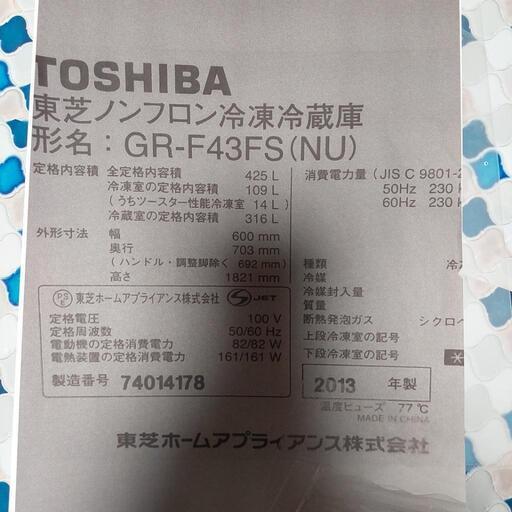 TOSHIBA
東芝ノンフロン冷凍冷蔵庫
形名：GR-F43FS(NU)
定格内容積 全定格内容積 425 L
冷凍室の定格内容積 109 L
(うちツースター性能冷凍室 14 L)
冷蔵室の定格内容積 316 L
外形寸法 幅 600 mm
奥行 703 mm
(ハンドル・調整脚除く 692 mm)
高さ 1821 mm
PS E 東芝ホームアプライアンス株式会社 S JET
定格電圧 100 V
定格周波数 50/60 Hz
電動機の定格消費電力 82/82 W
電熱装置の定格消費電力 161/161 W
製造番号 74014178
消費電力量 (JIS C 9801-2
50Hz 230 k
60Hz 230 k
種類 冷
冷媒
冷媒封入量
質量
断熱発泡ガス シクロペ
上段冷凍室の記号
下段冷凍室の記号
2013 年製
温度ヒューズ 77℃
MADE IN CHINA
東芝ホームアプライアンス株式会社